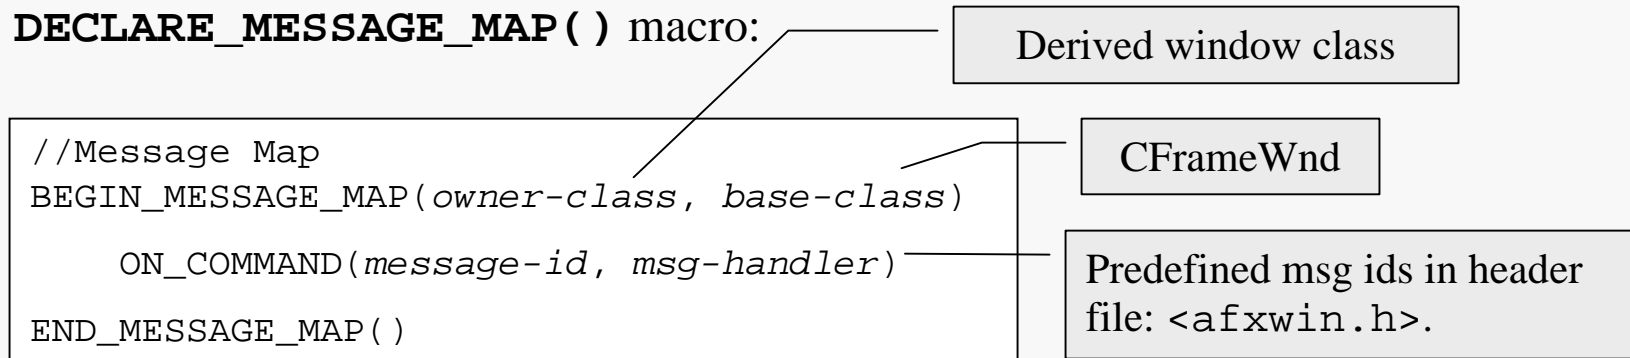 DECLARE_MESSAGE_MAP() macro:
Derived window class
//Message Map
CFrameWnd
BEGIN_MESSAGE_MAP(owner-class, base-class)
ON_COMMAND(message-id, msg-handler)
Predefined msg ids in header
file: <afxwin.h>.
END_MESSAGE_MAP()